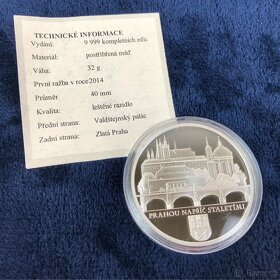 TECHNICKÉ INFORMACE
Vydání: 9 999 kompletních edic
Materiál: postříbřená měď
Váha: 32 g
První ražba v roce 2014
Průměr 40 mm
Kvalita: leštěné razidlo
Přední strana: Valdštejnský palác
Zadní strana: Zlatá Praha
PRAHOU NAPŘÍČ STALETÍMI